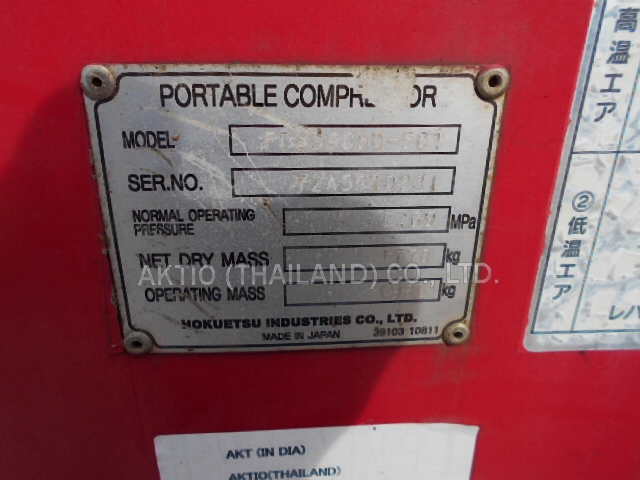 PORTABLE COMPRESSOR
MODEL
SER.NO.
NORMAL OPERATING PRESSURE MPa
NET DRY MASS kg
AKTIO (THAILAND) CO., LTD.
OPERATING MASS kg
HOKUETSU INDUSTRIES CO., LTD.
MADE IN JAPAN 39103 10811
高温エア
②低温エア
レバ
AKT (IN DIA)
AKTIO(THAILAND)